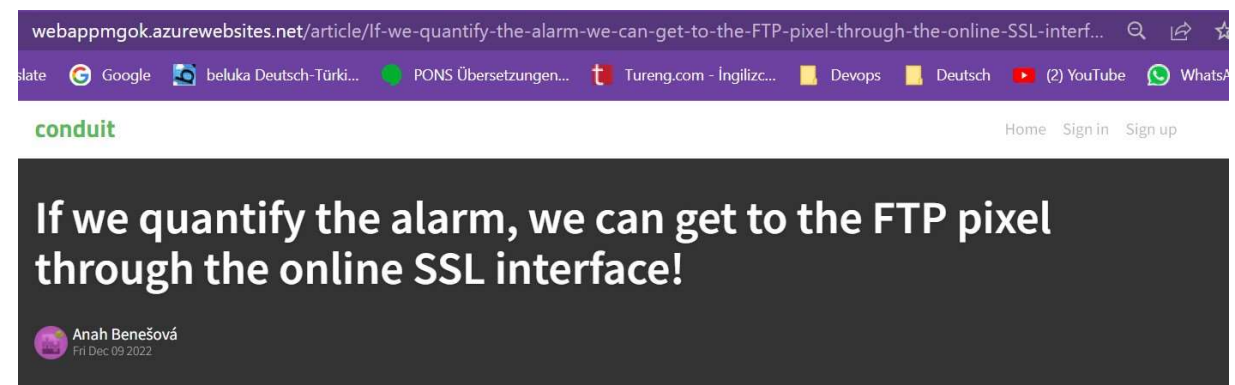 webappmgok.azurewebsites.net/article/If-we-quantify-the-alarm-we-can-get-to-the-FTP-pixel-through-the-online-SSL-interf...
slate Google beluka Deutsch-Türki... PONS Übersetzungen... Tureng.com - İngilizc... Devops Deutsch (2) YouTube WhatsA
conduit Home Sign in Sign up
If we quantify the alarm, we can get to the FTP pixel
through the online SSL interface!
Anah Benešová
Fri Dec 09 2022